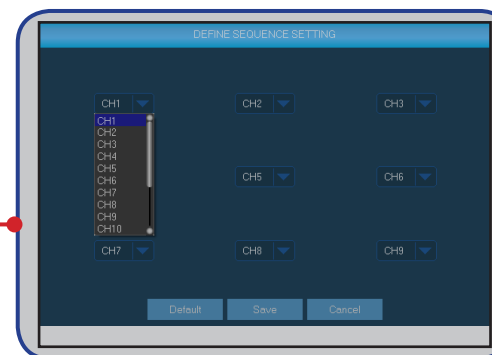 DEFINE SEQUENCE SETTING
CH1 CH2 CH3
CH1
CH2
CH3
CH4
CH5
CH6
CH7
CH8
CH9
CH10
CH5 CH6
CH7 CH8 CH9
Default Save Cancel